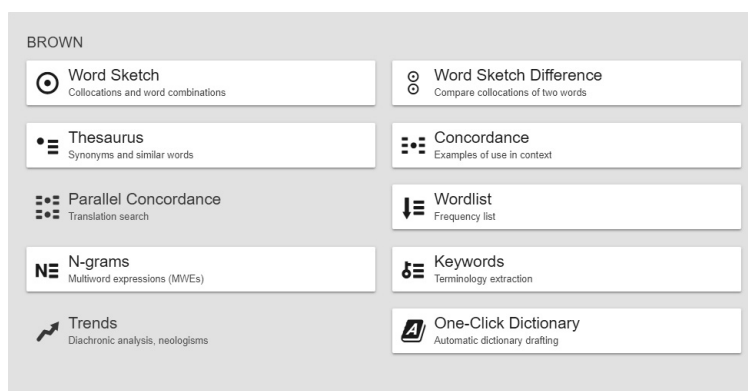 BROWN
Word Sketch
Collocations and word combinations
Word Sketch Difference
Compare collocations of two words
Thesaurus
Synonyms and similar words
Concordance
Examples of use in context
Parallel Concordance
Translation search
Wordlist
Frequency list
N-grams
Multiword expressions (MWEs)
Keywords
Terminology extraction
Trends
Diachronic analysis, neologisms
One-Click Dictionary
Automatic dictionary drafting